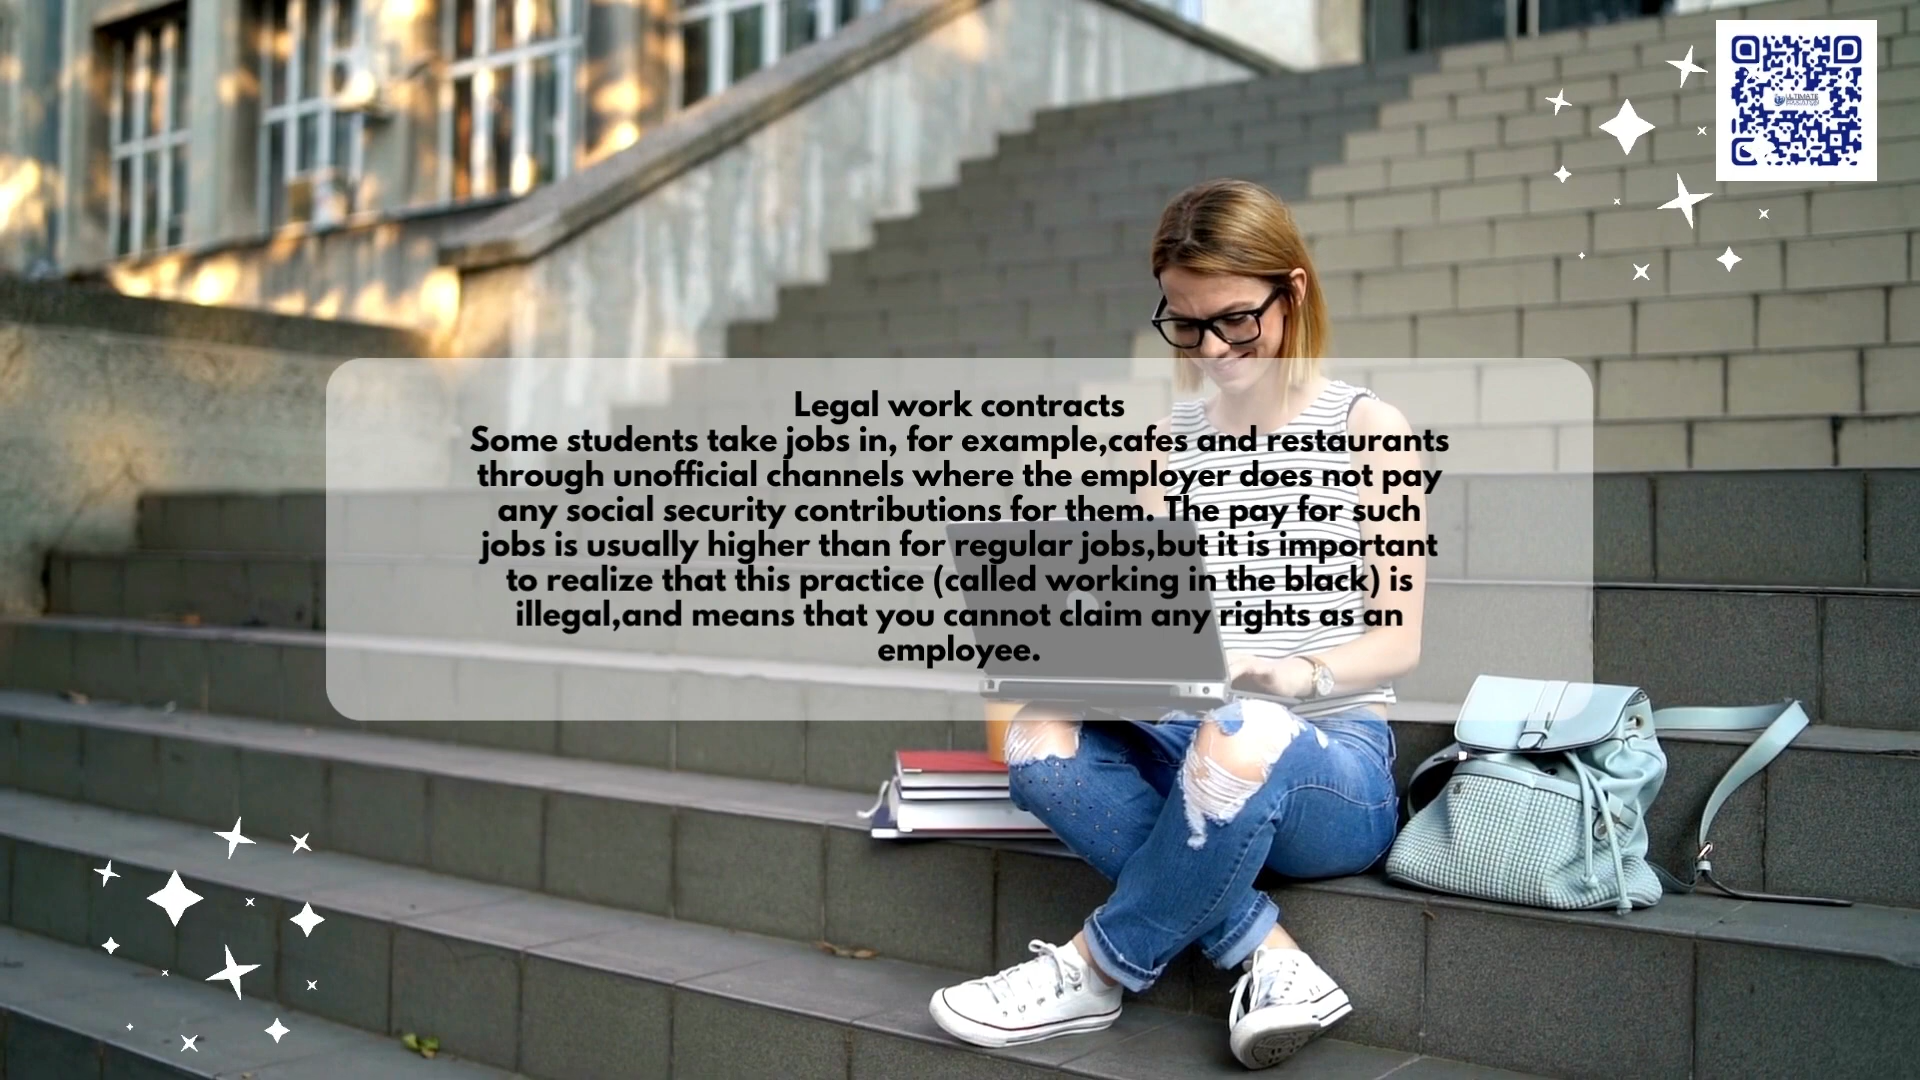 ULTIMATE
Legal work contracts
Some students take jobs in, for example,cafes and restaurants
through unofficial channels where the employer does not pay
any social security contributions for them. The pay for such
jobs is usually higher than for regular jobs,but it is important
to realize that this practice (called working in the black) is
illegal,and means that you cannot claim any rights as an
employee.